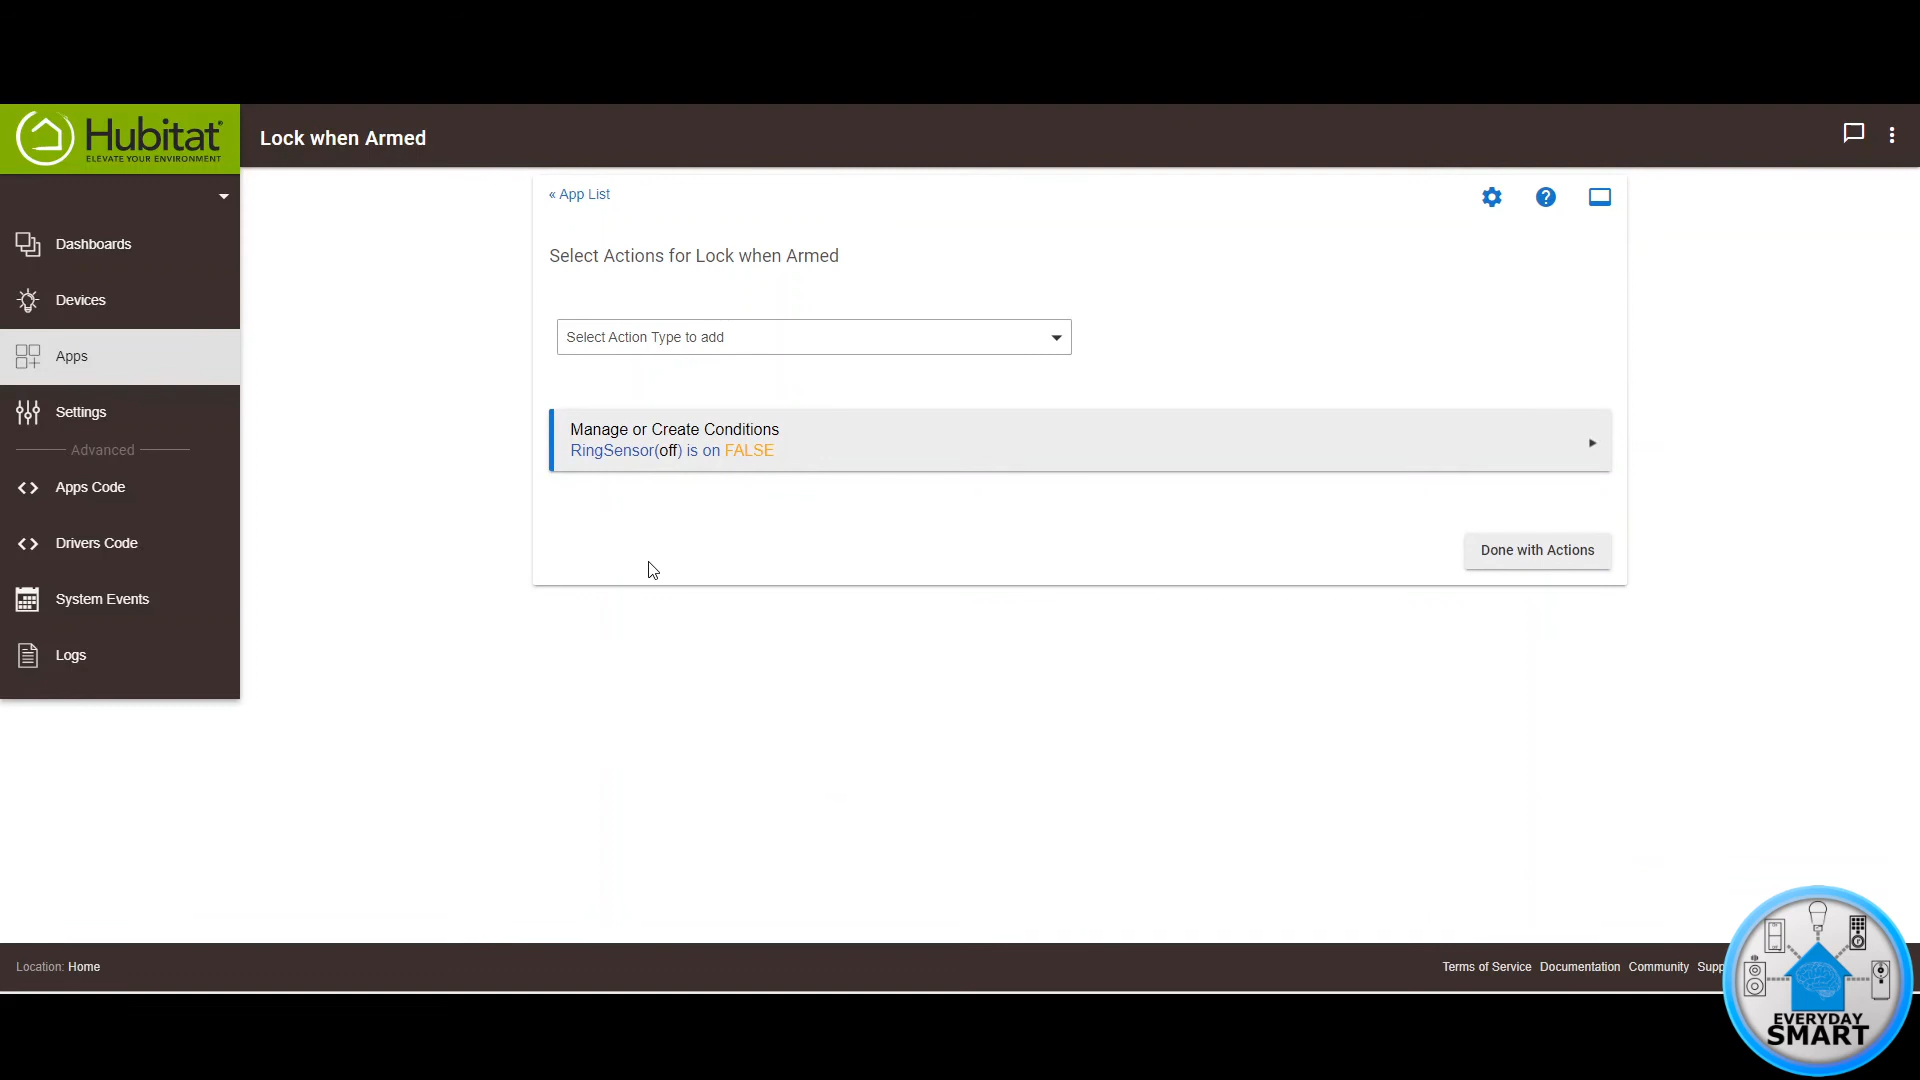 Hubitat
ELEVATE YOUR ENVIRONMENT
Lock when Armed
« App List
Dashboards
Devices
Apps
Settings
Advanced
Apps Code
Drivers Code
System Events
Logs
Select Actions for Lock when Armed
Select Action Type to add
Manage or Create Conditions
RingSensor(off) is on FALSE
Done with Actions
Location: Home
Terms of Service Documentation Community Supp
EVERYDAY
SMART